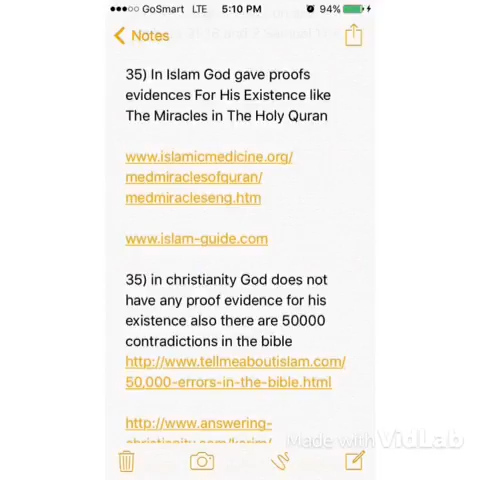 GoSmart LTE 5:10 PM 94%
Notes
35) In Islam God gave proofs
evidences For His Existence like
The Miracles in The Holy Quran
www.islamicmedicine.org/
medmiraclesofquran/
medmiracleseng.htm
www.islam-guide.com
35) in christianity God does not
have any proof evidence for his
existence also there are 50000
contradictions in the bible
http://www.tellmeaboutislam.com/
50,000-errors-in-the-bible.html
http://www.answering-
christianity.com/karim/
Made with VidLab